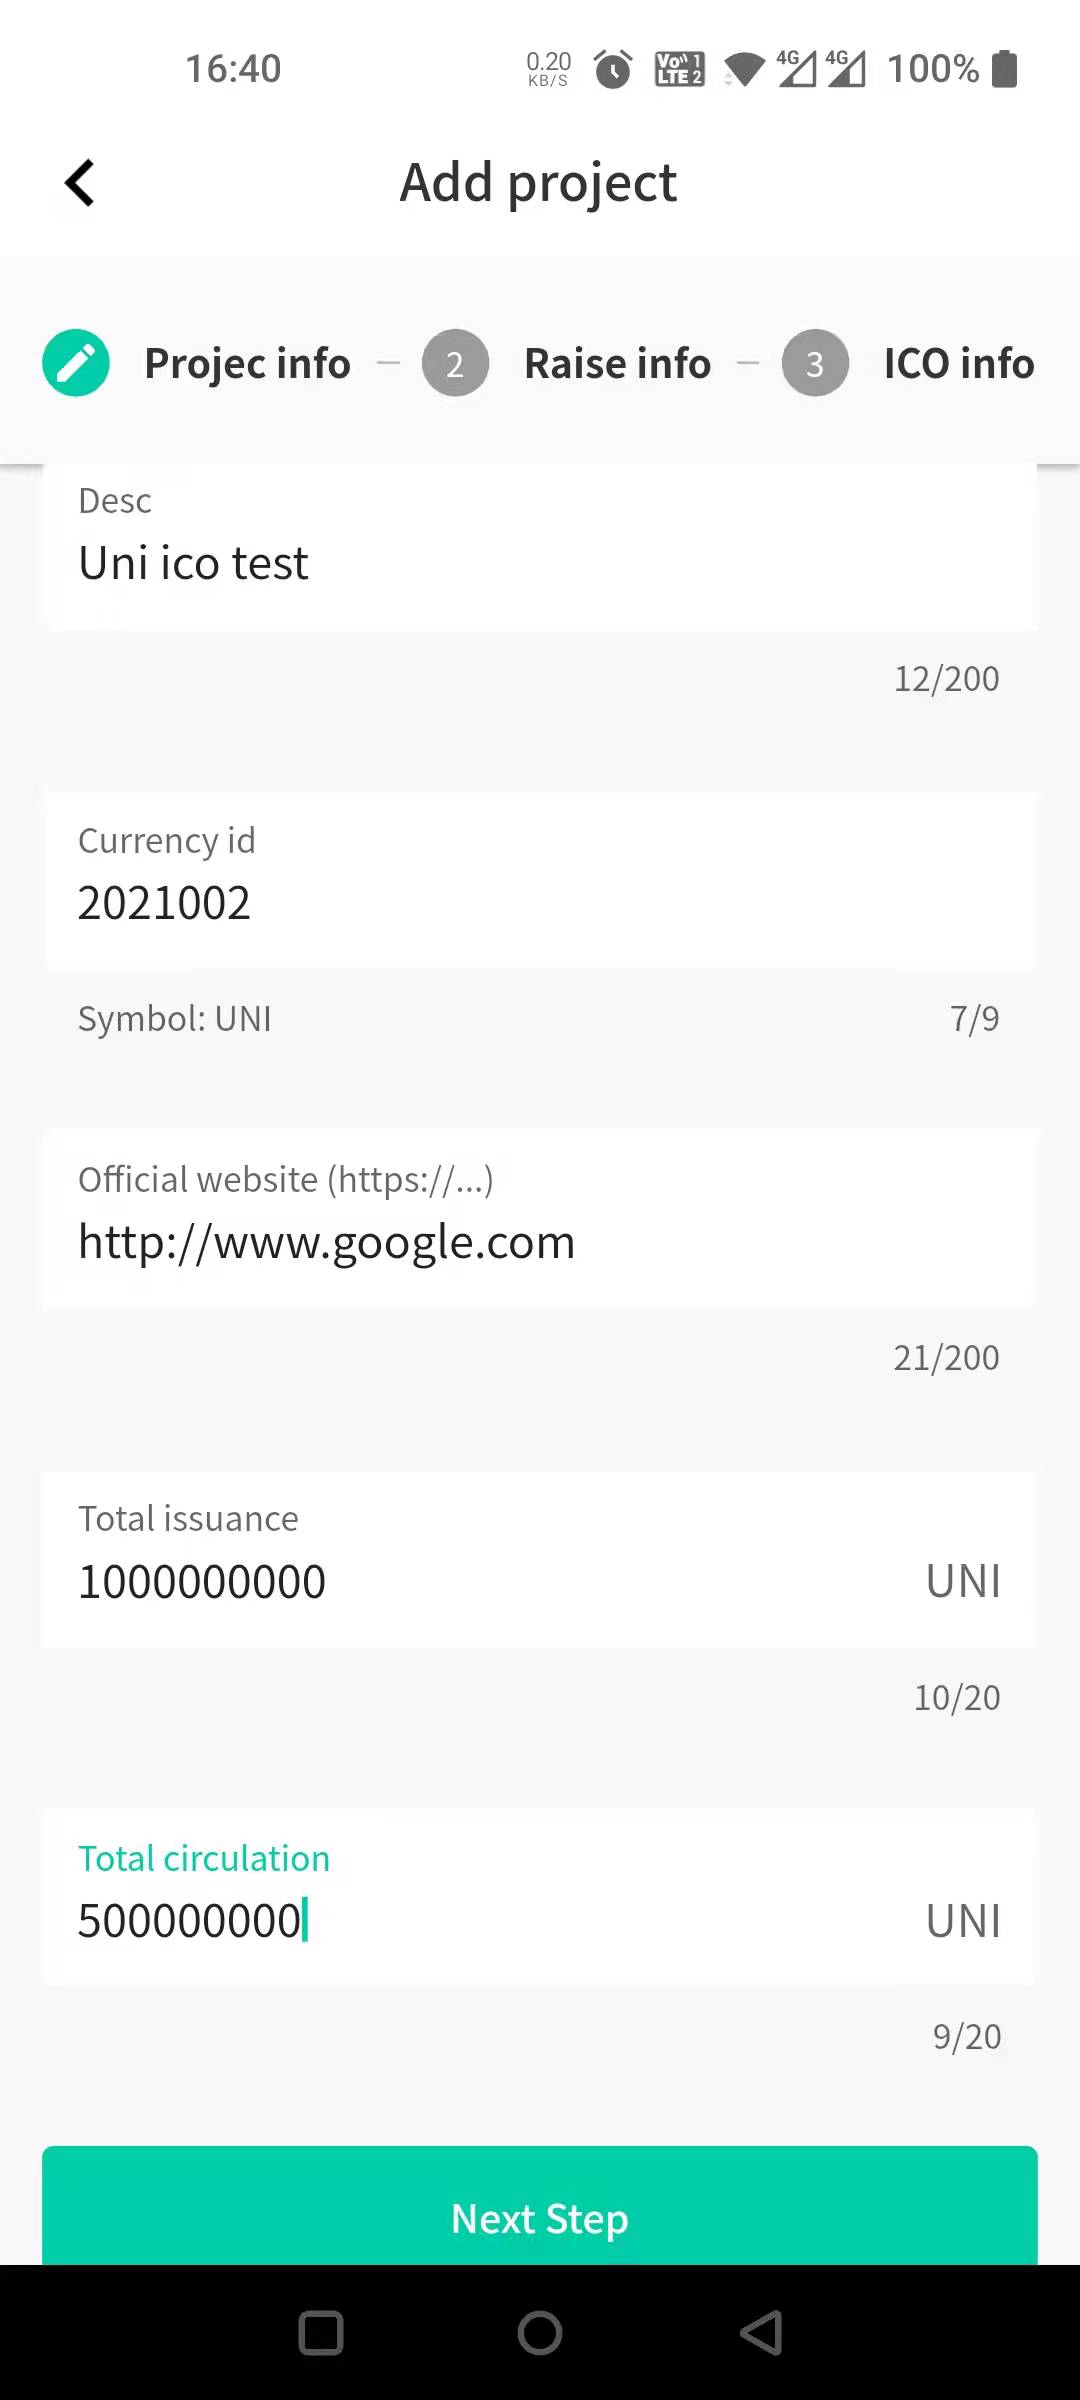 16:40
0.20 KB/S
Vo 1 LTE 2
4G 4G 100%
Add project
Projec info
2 Raise info
3 ICO info
Desc
Uni ico test
12/200
Currency id
2021002
Symbol: UNI
7/9
Official website (https://...)
http://www.google.com
21/200
Total issuance
1000000000 UNI
10/20
Total circulation
500000000 UNI
9/20
Next Step